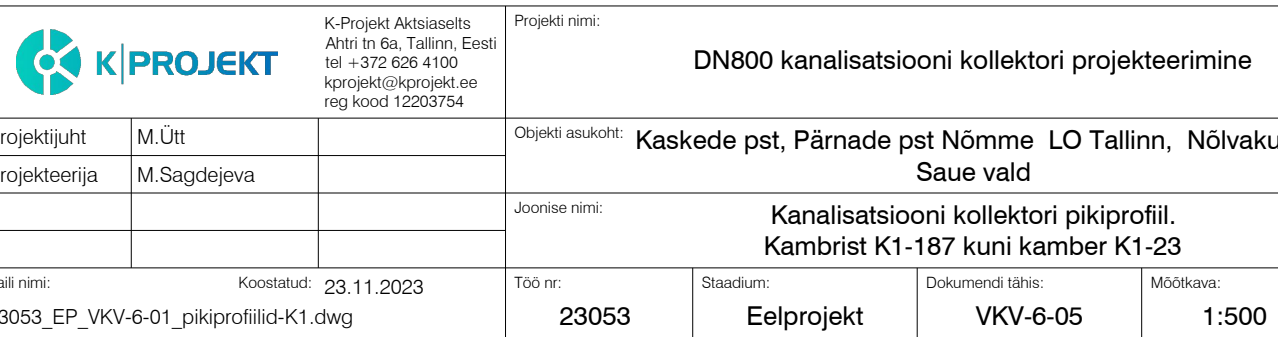 K PROJEKT
K-Projekt Aktsiaselts
Ahtri tn 6a, Tallinn, Eesti
tel +372 626 4100
kprojekt@kprojekt.ee
reg kood 12203754
Projekti nimi:
DN800 kanalisatsiooni kollektori projekteerimine
rojektijuht M.Ütt
rojekteerija M.Sagdejeva
Objekti asukoht: Kaskede pst, Pärnade pst Nõmme LO Tallinn, Nõlvaku
Saue vald
Joonise nimi:
Kanalisatsiooni kollektori pikiprofiil.
Kambrist K1-187 kuni kamber K1-23
aili nimi: Koostatud: 23.11.2023
3053_EP_VKV-6-01_pikiprofiilid-K1.dwg
Töö nr: Staadium: Dokumendi tähis: Mõõtkava:
23053 Eelprojekt VKV-6-05 1:500